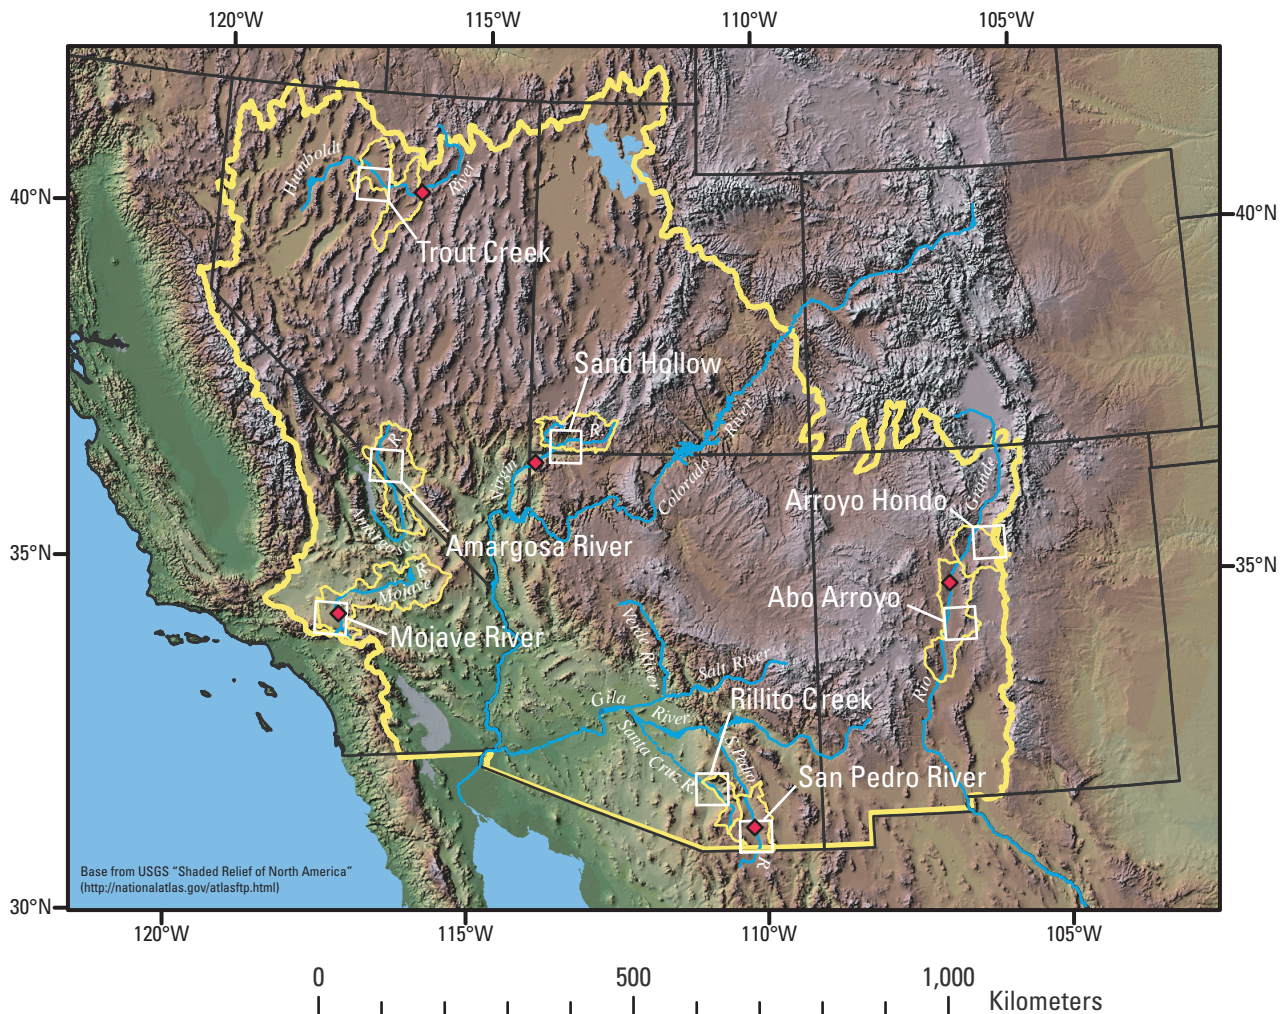 120°W 115°W 110°W 105°W
40°N
40°N
Humboldt
River
Trout Creek
Sand Hollow
R.
Virgin
Colorado
River
R.
Amargosa
Amargosa River
Arroyo Hondo
Grande
35°N
35°N
Abo Arroyo
Mojave
R.
Mojave River
Verde River
Salt River
Rio
Gila
River
Rillito Creek
Santa Cruz R.
S. Pedro
San Pedro River
R.
Base from USGS “Shaded Relief of North America”
(http://nationalatlas.gov/atlasftp.html)
30°N
120°W 115°W 110°W 105°W
0 500 1,000
Kilometers